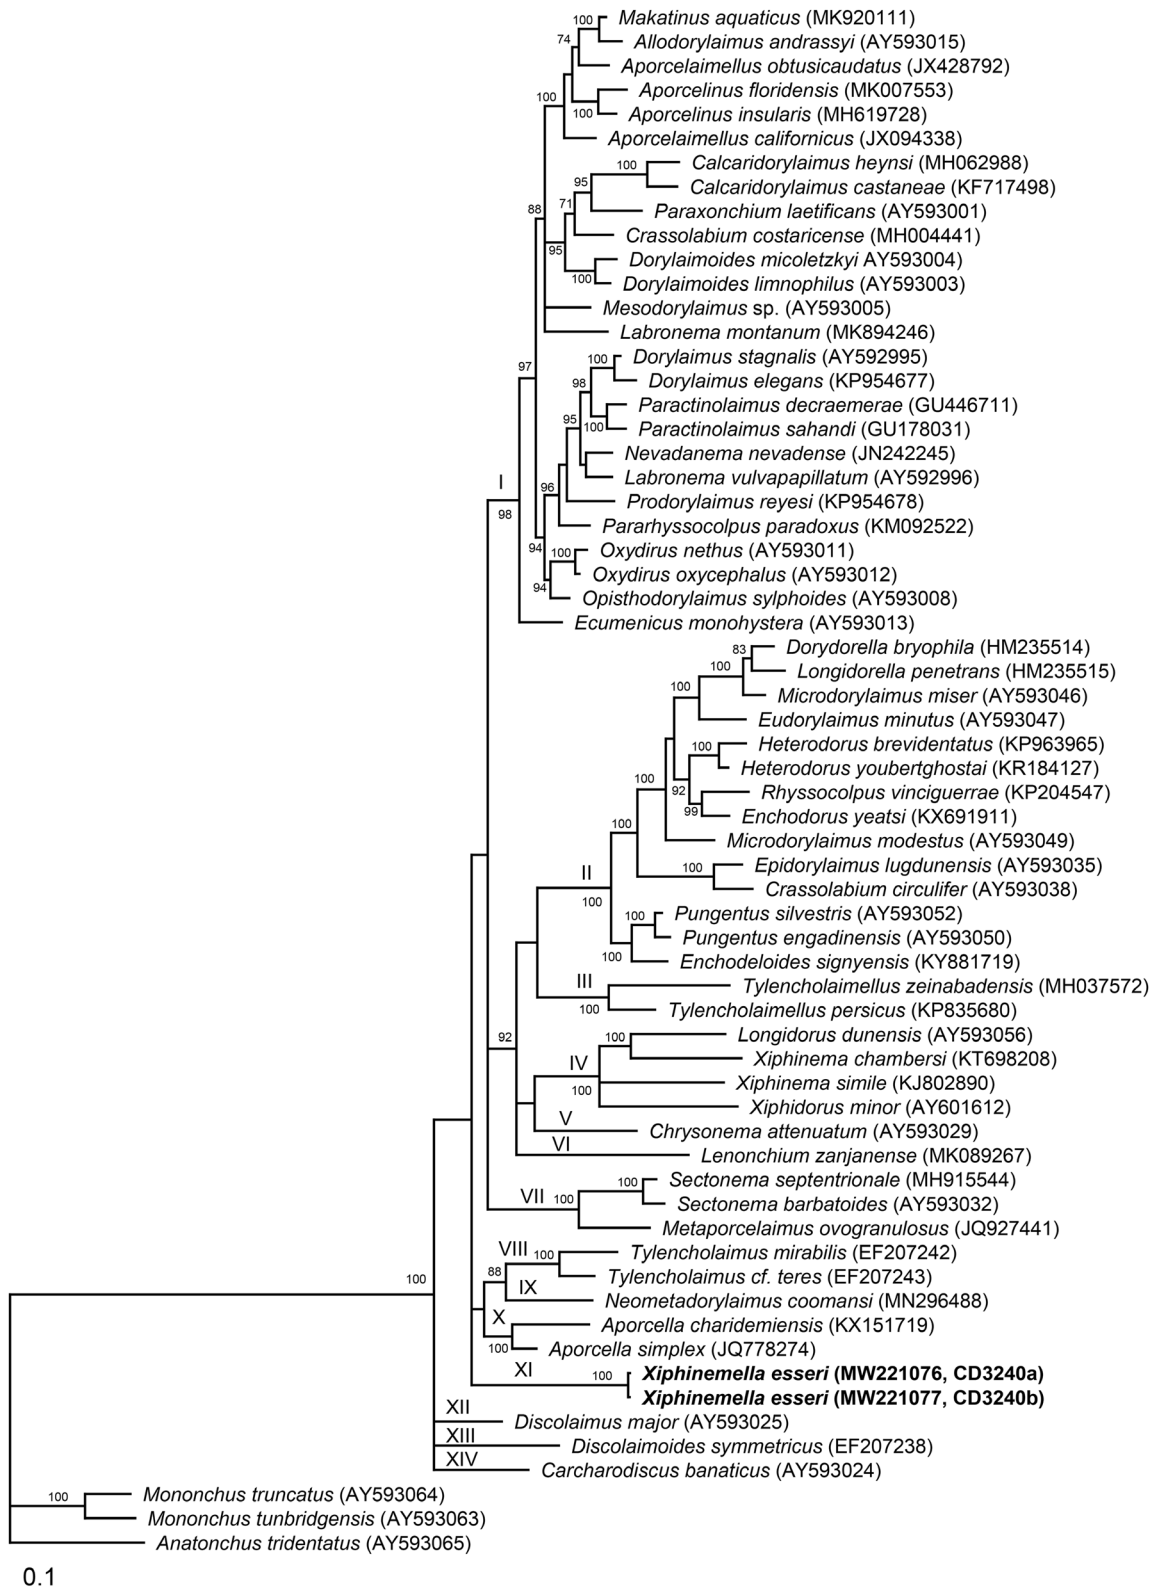 100 Makatinus aquaticus (MK920111)
74 Allodorylaimus andrassyi (AY593015)
Aporcelaimellus obtusicaudatus (JX428792)
Aporcelinus floridensis (MK007553)
100 100 Aporcelinus insularis (MH619728)
Aporcelaimellus californicus (JX094338)
100 Calcaridorylaimus heynsi (MH062988)
95 Calcaridorylaimus castaneae (KF717498)
88 71 Paraxonchium laetificans (AY593001)
Crassolabium costaricense (MH004441)
95 Dorylaimoides micoletzkyi AY593004)
100 Dorylaimoides limnophilus (AY593003)
Mesodorylaimus sp. (AY593005)
Labronema montanum (MK894246)
100 Dorylaimus stagnalis (AY592995)
97 98 Dorylaimus elegans (KP954677)
Paractinolaimus decraemerae (GU446711)
95 100 Paractinolaimus sahandi (GU178031)
Nevadanema nevadense (JN242245)
Labronema vulvapapillatum (AY592996)
I 96 Prodorylaimus reyesi (KP954678)
98 Pararhyssocolpus paradoxus (KM092522)
94 100 Oxydirus nethus (AY593011)
Oxydirus oxycephalus (AY593012)
94 Opisthodorylaimus sylphoides (AY593008)
Ecumenicus monohystera (AY593013)
83 Dorydorella bryophila (HM235514)
100 Longidorella penetrans (HM235515)
100 Microdorylaimus miser (AY593046)
Eudorylaimus minutus (AY593047)
100 Heterodorus brevidentatus (KP963965)
100 Heterodorus youbertghostai (KR184127)
92 Rhyssocolpus vinciguerrae (KP204547)
99 Enchodorus yeatsi (KX691911)
100 Microdorylaimus modestus (AY593049)
II 100 Epidorylaimus lugdunensis (AY593035)
100 Crassolabium circulifer (AY593038)
100 Pungentus silvestris (AY593052)
Pungentus engadinensis (AY593050)
100 Enchodeloides signyensis (KY881719)
III Tylencholaimellus zeinabadensis (MH037572)
100 Tylencholaimellus persicus (KP835680)
92 100 Longidorus dunensis (AY593056)
IV Xiphinema chambersi (KT698208)
100 Xiphinema simile (KJ802890)
Xiphidorus minor (AY601612)
V Chrysonema attenuatum (AY593029)
VI Lenonchium zanjanense (MK089267)
100 Sectonema septentrionale (MH915544)
VII 100 Sectonema barbatoides (AY593032)
Metaporcelaimus ovogranulosus (JQ927441)
VIII 100 Tylencholaimus mirabilis (EF207242)
100 88 Tylencholaimus cf. teres (EF207243)
IX Neometadorylaimus coomansi (MN296488)
X Aporcella charidemiensis (KX151719)
100 Aporcella simplex (JQ778274)
XI 100 Xiphinemella esseri (MW221076, CD3240a)
Xiphinemella esseri (MW221077, CD3240b)
XII Discolaimus major (AY593025)
XIII Discolaimoides symmetricus (EF207238)
XIV Carcharodiscus banaticus (AY593024)
100 Mononchus truncatus (AY593064)
Mononchus tunbridgensis (AY593063)
Anatonchus tridentatus (AY593065)
0.1